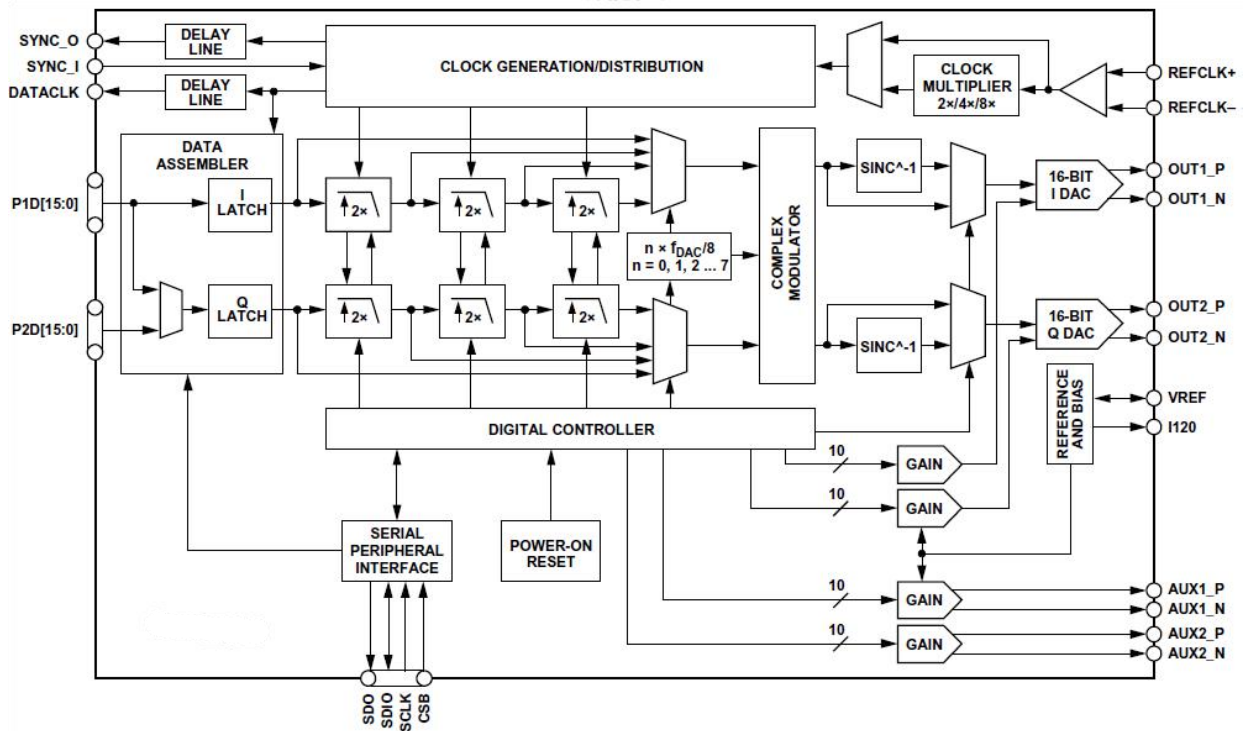 SYNC_O
DELAY
LINE
SYNC_I
CLOCK GENERATION/DISTRIBUTION
CLOCK
MULTIPLIER
2×/4×/8×
REFCLK+
REFCLK–
DATACLK
DELAY
LINE
DATA
ASSEMBLER
P1D[15:0]
I
LATCH
2×
2×
2×
n × fDAC/8
n = 0, 1, 2 ... 7
COMPLEX
MODULATOR
SINC^-1
16-BIT
I DAC
OUT1_P
OUT1_N
P2D[15:0]
Q
LATCH
2×
2×
2×
SINC^-1
16-BIT
Q DAC
OUT2_P
OUT2_N
REFERENCE
AND BIAS
VREF
I120
DIGITAL CONTROLLER
10
GAIN
10
GAIN
SERIAL
PERIPHERAL
INTERFACE
POWER-ON
RESET
10
GAIN
AUX1_P
AUX1_N
10
GAIN
AUX2_P
AUX2_N
SDO
SDIO
SCLK
CSB